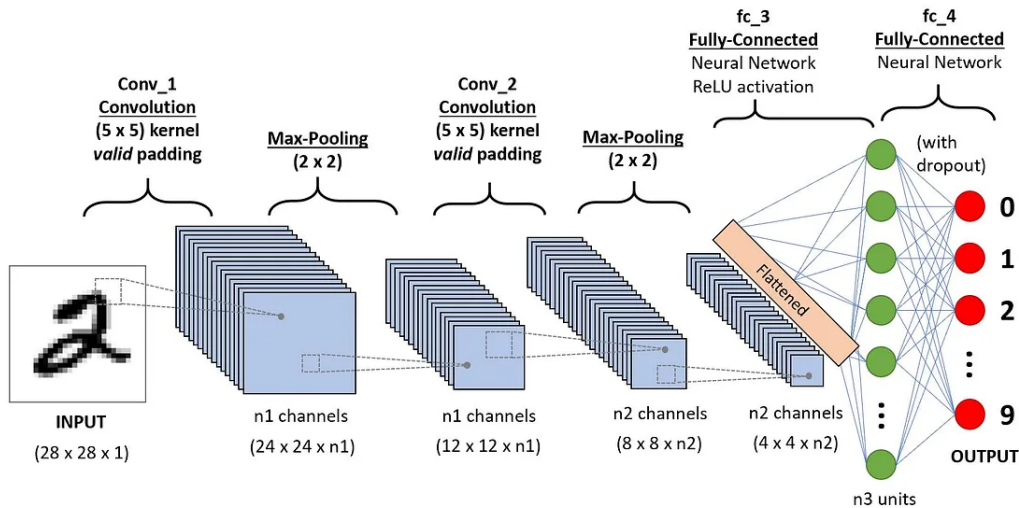 Conv_1
Convolution
(5 x 5) kernel
valid padding
Max-Pooling
(2 x 2)
Conv_2
Convolution
(5 x 5) kernel
valid padding
Max-Pooling
(2 x 2)
fc_3
Fully-Connected
Neural Network
ReLU activation
fc_4
Fully-Connected
Neural Network
(with
dropout)
2
INPUT
(28 x 28 x 1)
n1 channels
(24 x 24 x n1)
n1 channels
(12 x 12 x n1)
n2 channels
(8 x 8 x n2)
n2 channels
(4 x 4 x n2)
Flattened
n3 units
0
1
2
⋮
9
OUTPUT